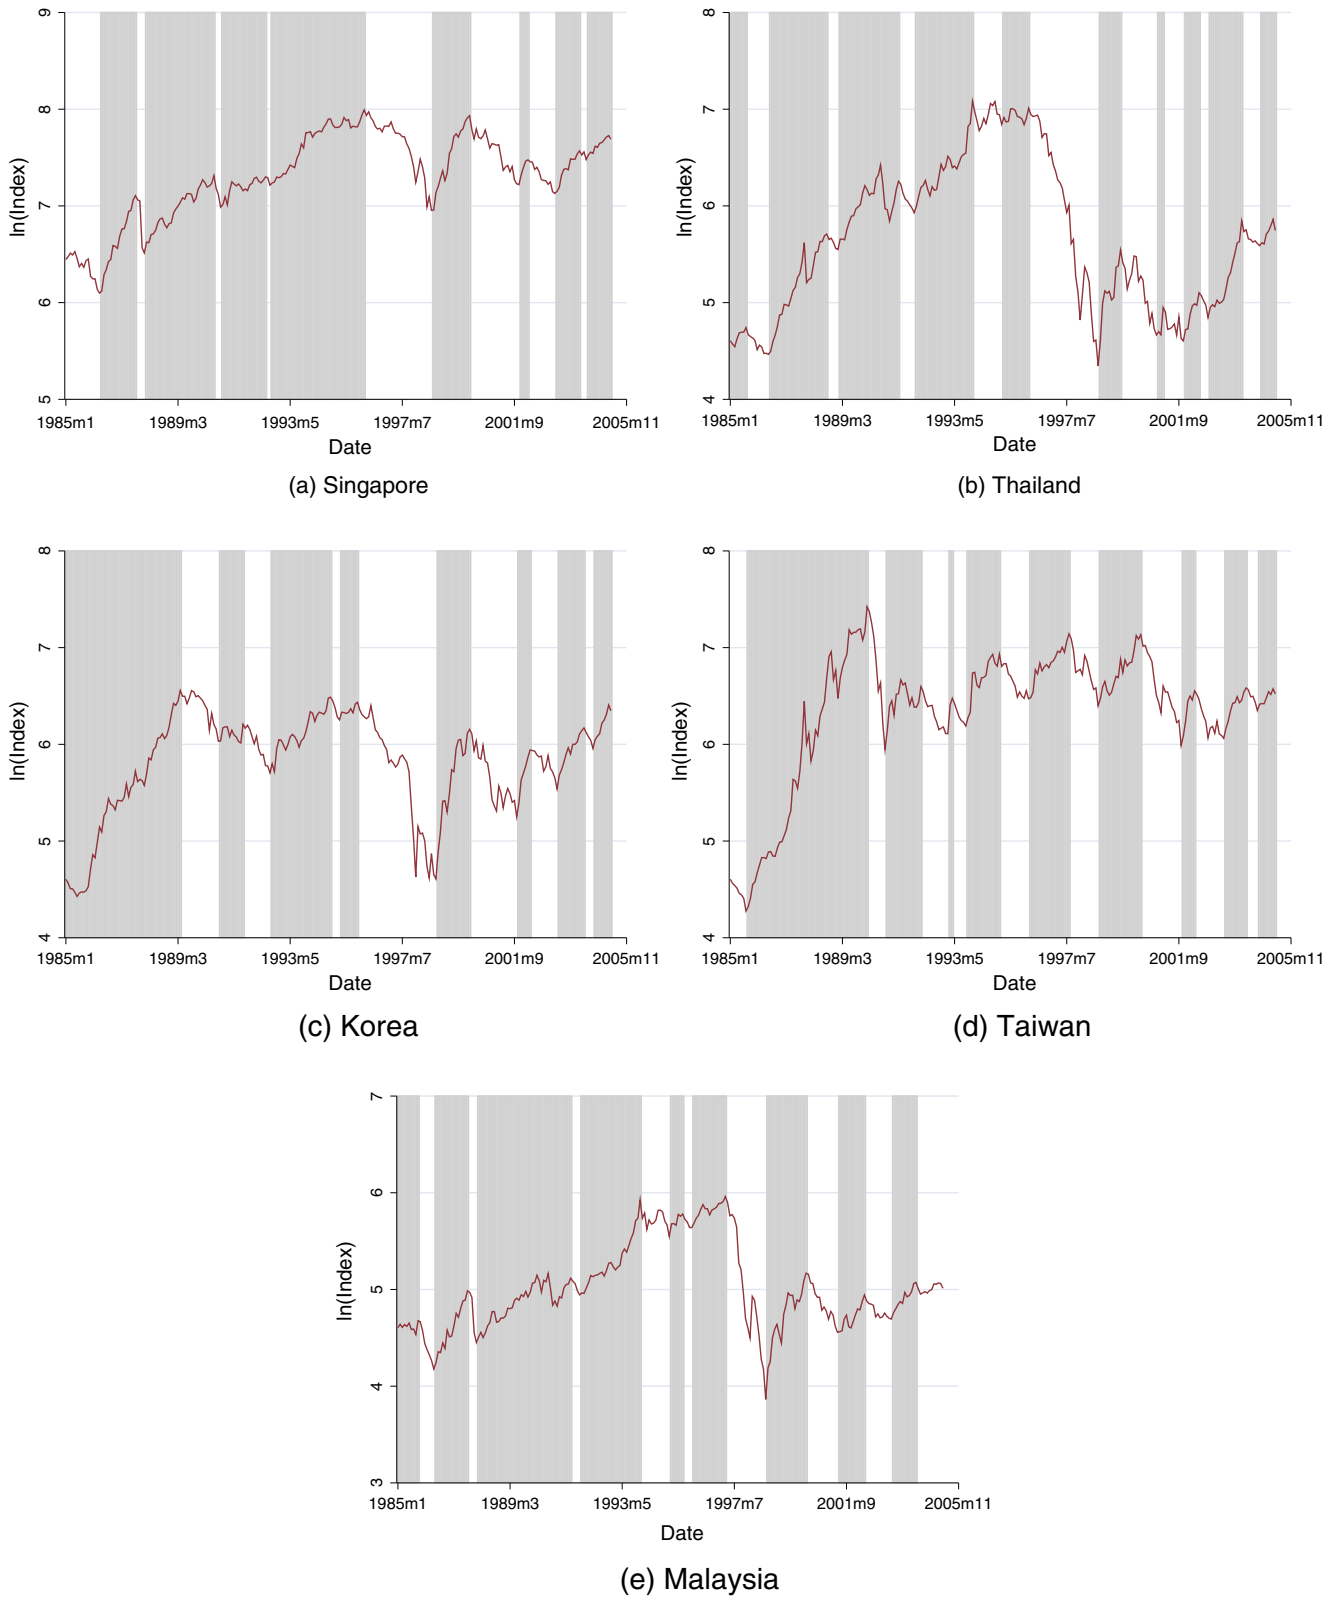 ln(Index)
9
8
7
6
5
1985m1 1989m3 1993m5 1997m7 2001m9 2005m11
Date
(a) Singapore
ln(Index)
8
7
6
5
4
1985m1 1989m3 1993m5 1997m7 2001m9 2005m11
Date
(b) Thailand
ln(Index)
8
7
6
5
4
1985m1 1989m3 1993m5 1997m7 2001m9 2005m11
Date
(c) Korea
ln(Index)
8
7
6
5
4
1985m1 1989m3 1993m5 1997m7 2001m9 2005m11
Date
(d) Taiwan
ln(Index)
7
6
5
4
3
1985m1 1989m3 1993m5 1997m7 2001m9 2005m11
Date
(e) Malaysia